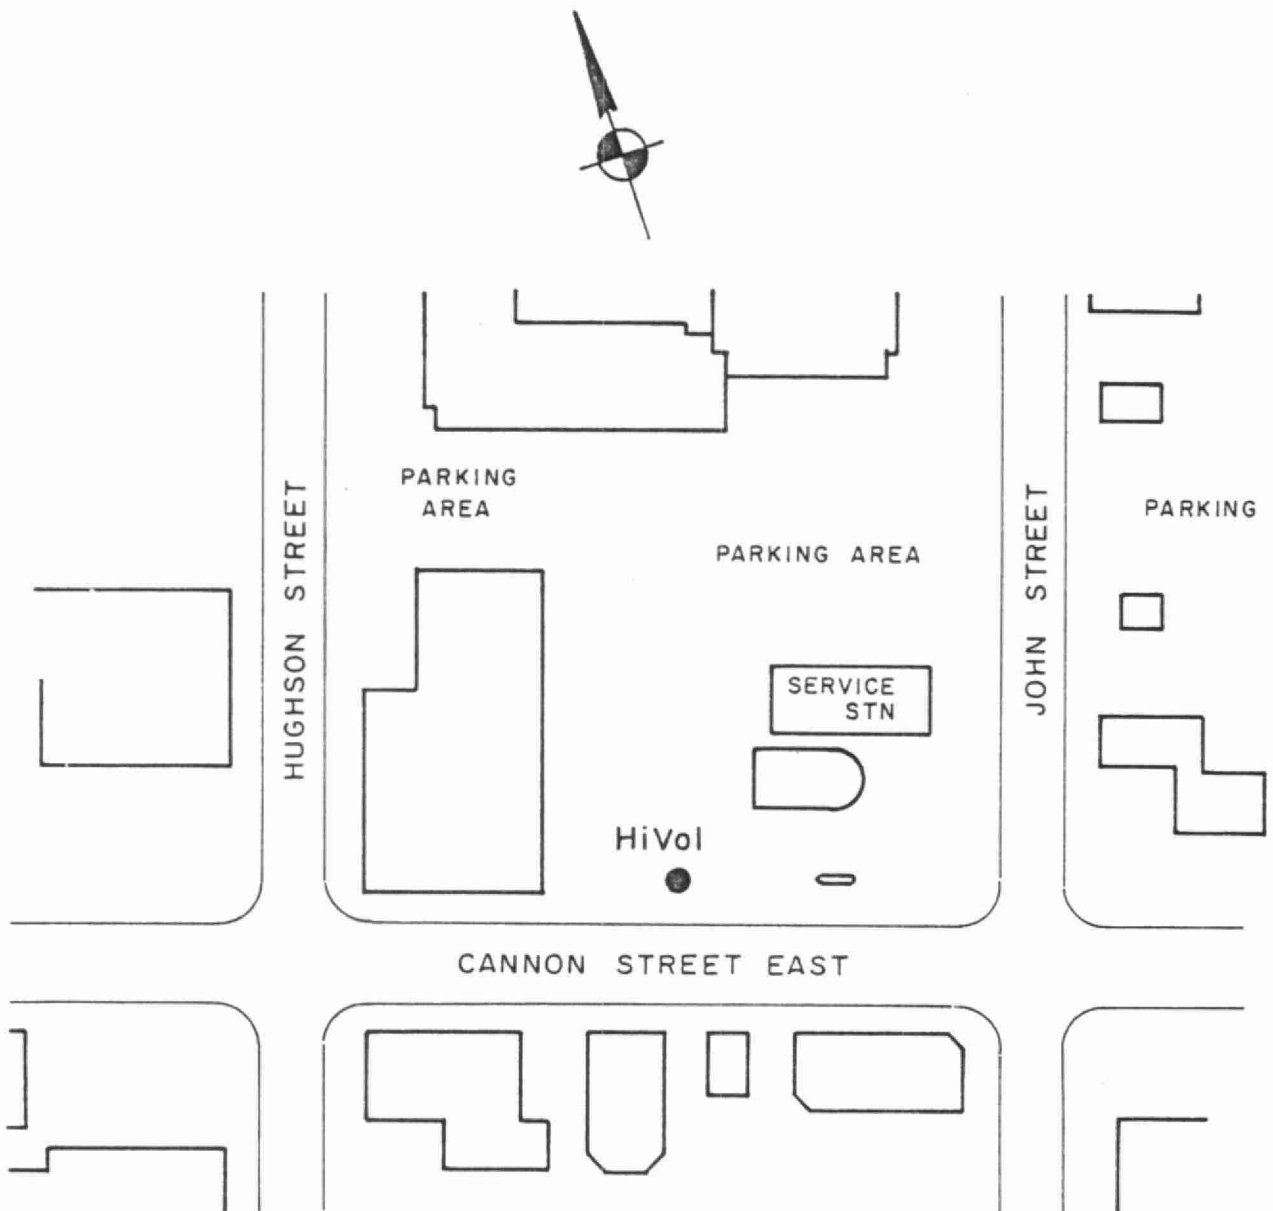 PARKING
AREA
HUGHSON STREET
PARKING AREA
JOHN STREET
PARKING
SERVICE
STN
HiVol
CANNON STREET EAST